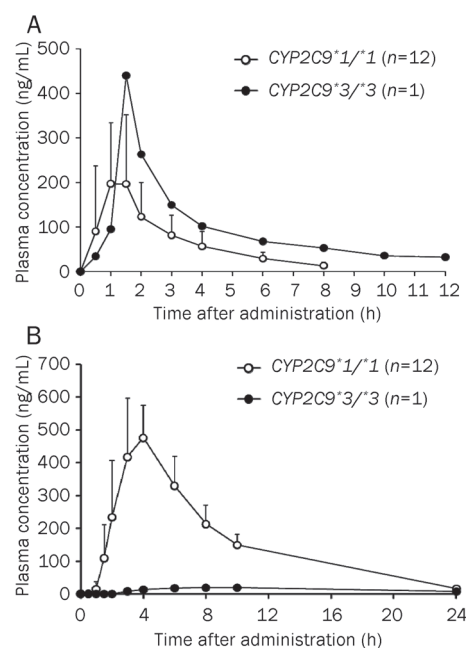 A
500
400
300
200
100
0
Plasma concentration (ng/mL)
CYP2C9*1/*1 (n=12)
CYP2C9*3/*3 (n=1)
0 1 2 3 4 5 6 7 8 9 10 11 12
Time after administration (h)
B
700
600
500
400
300
200
100
0
Plasma concentration (ng/mL)
CYP2C9*1/*1 (n=12)
CYP2C9*3/*3 (n=1)
0 4 8 12 16 20 24
Time after administration (h)